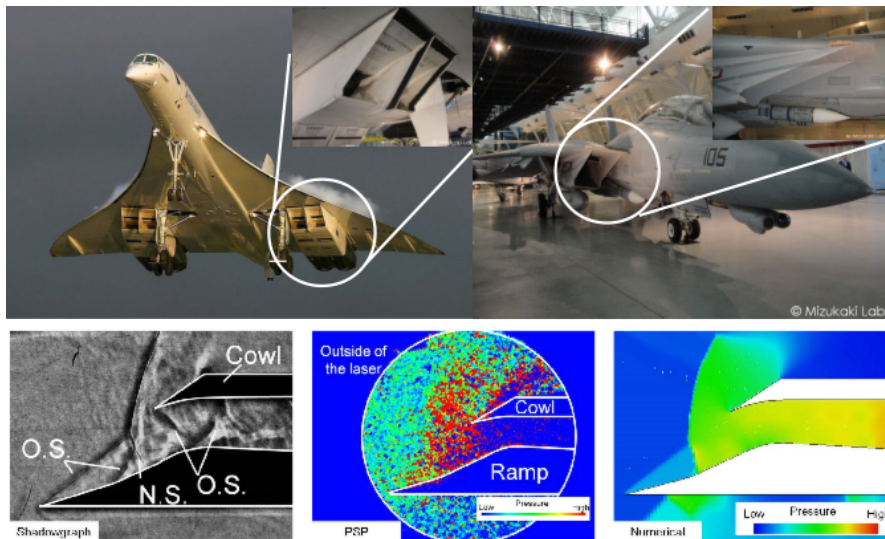 105
© Mizukaki Lab
Cowl
O.S.
N.S.
O.S.
Shadowgraph
Outside of
the laser
Cowl
Ramp
Pressure
Low
High
PSP
Pressure
Low
High
Numerical